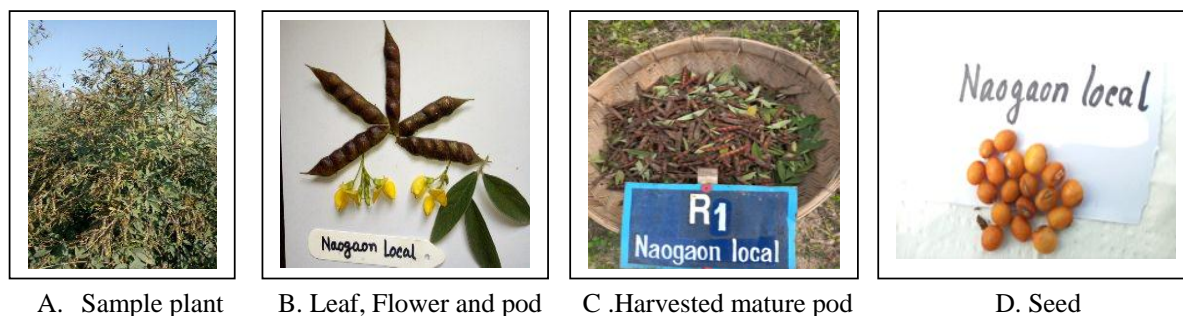 Naogaon Local
R1
Naogaon local
Naogaon local
A. Sample plant
B. Leaf, Flower and pod
C .Harvested mature pod
D. Seed